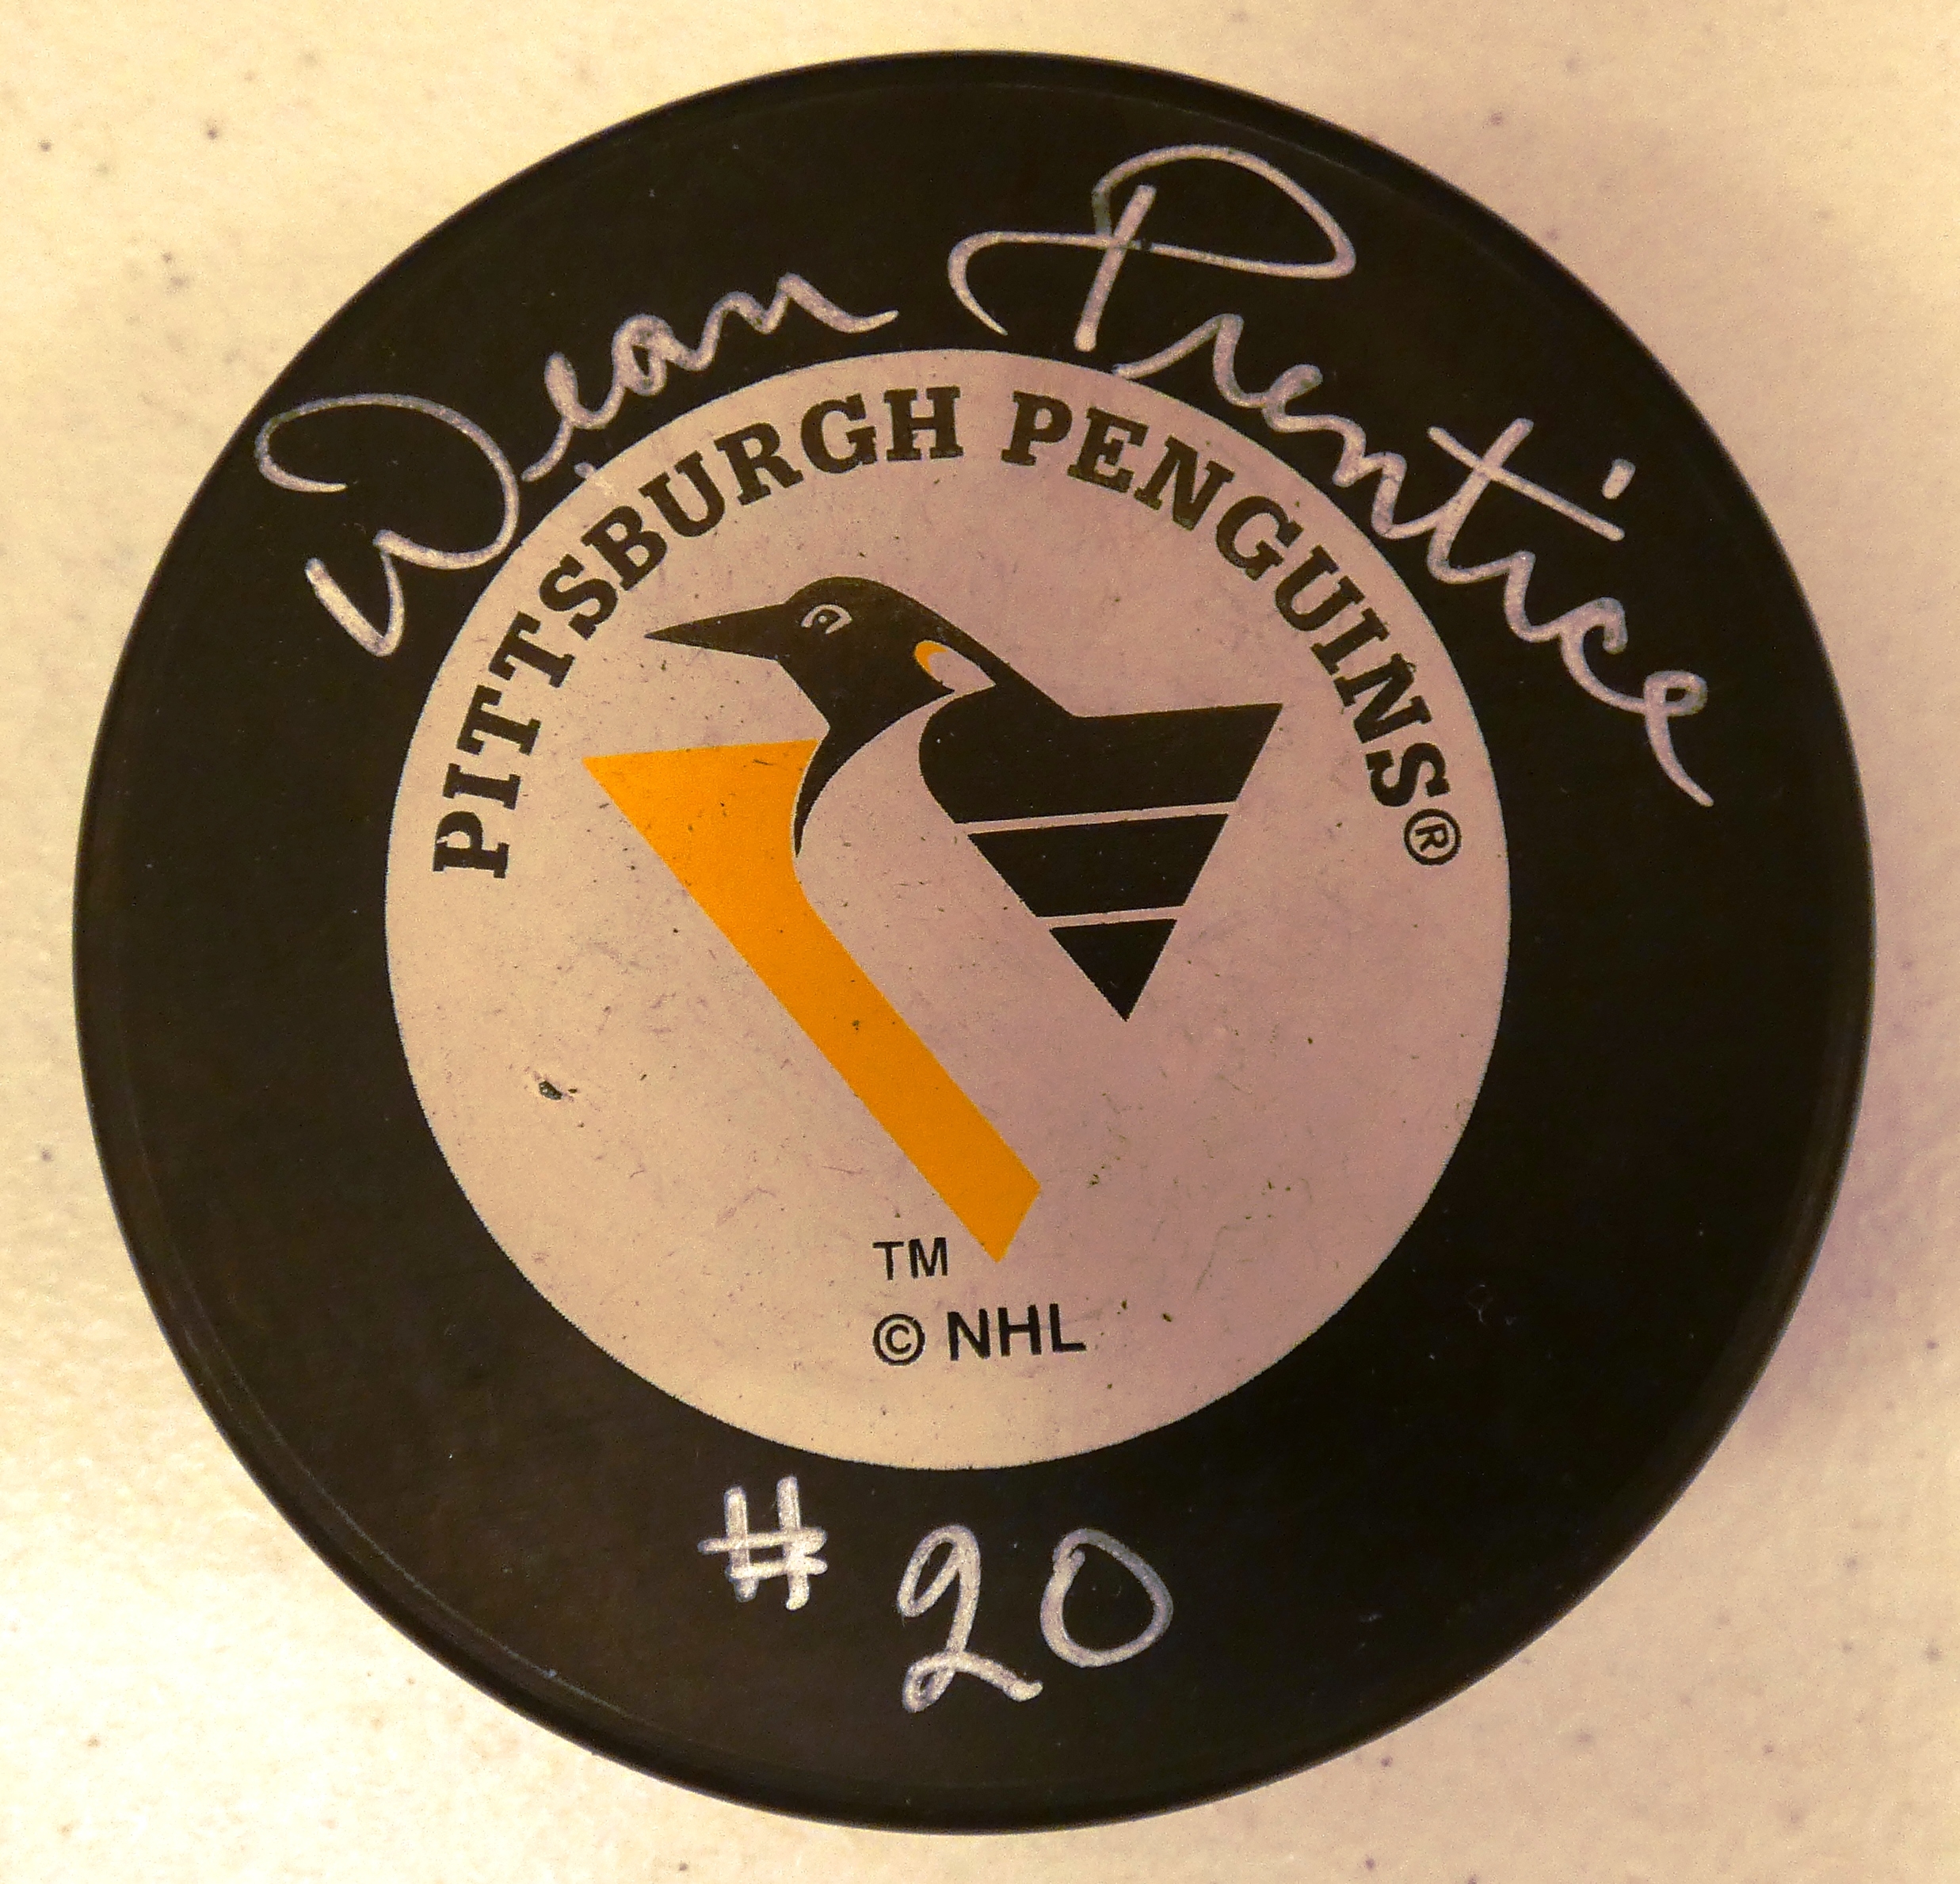 Dean Prentice
PITTSBURGH PENGUINS®
TM
© NHL
#20